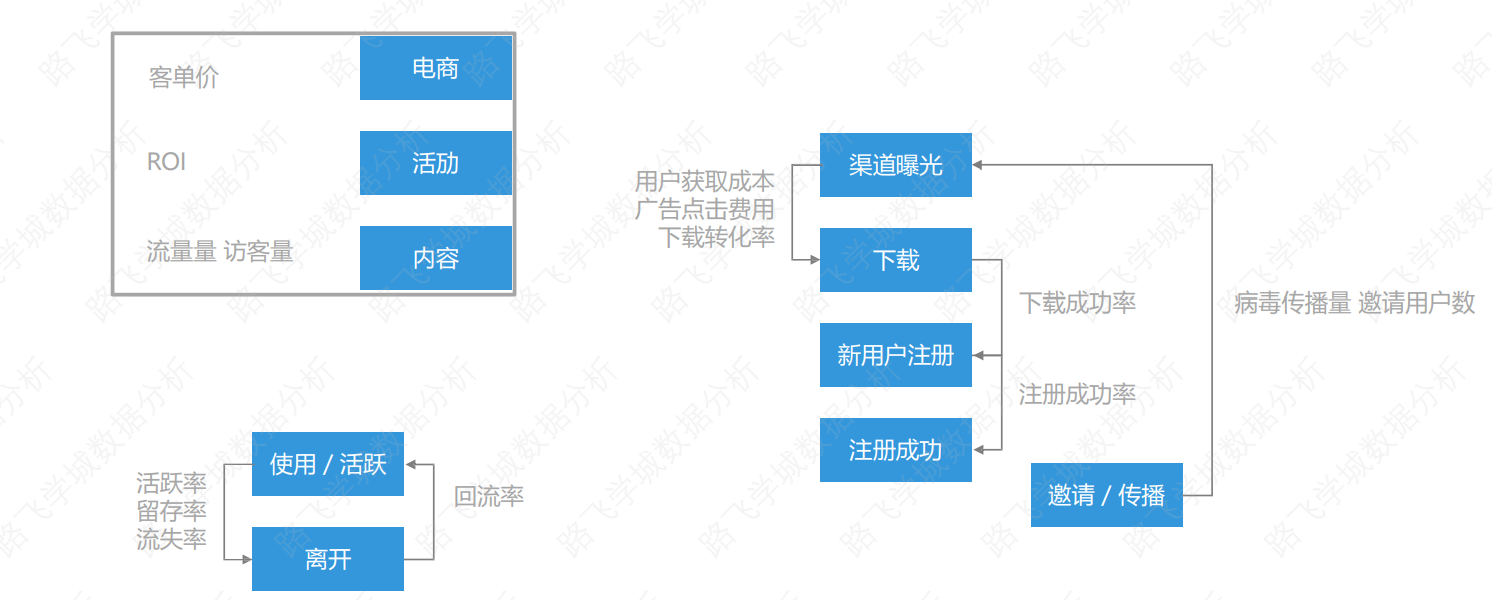 客单价
电商
ROI
活动
流量量 访客量
内容
渠道曝光
用户获取成本
广告点击费用
下载转化率
下载
下载成功率
病毒传播量 邀请用户数
新用户注册
注册成功率
注册成功
邀请 / 传播
使用 / 活跃
活跃率
留存率
流失率
回流率
离开
路飞学城数据分析